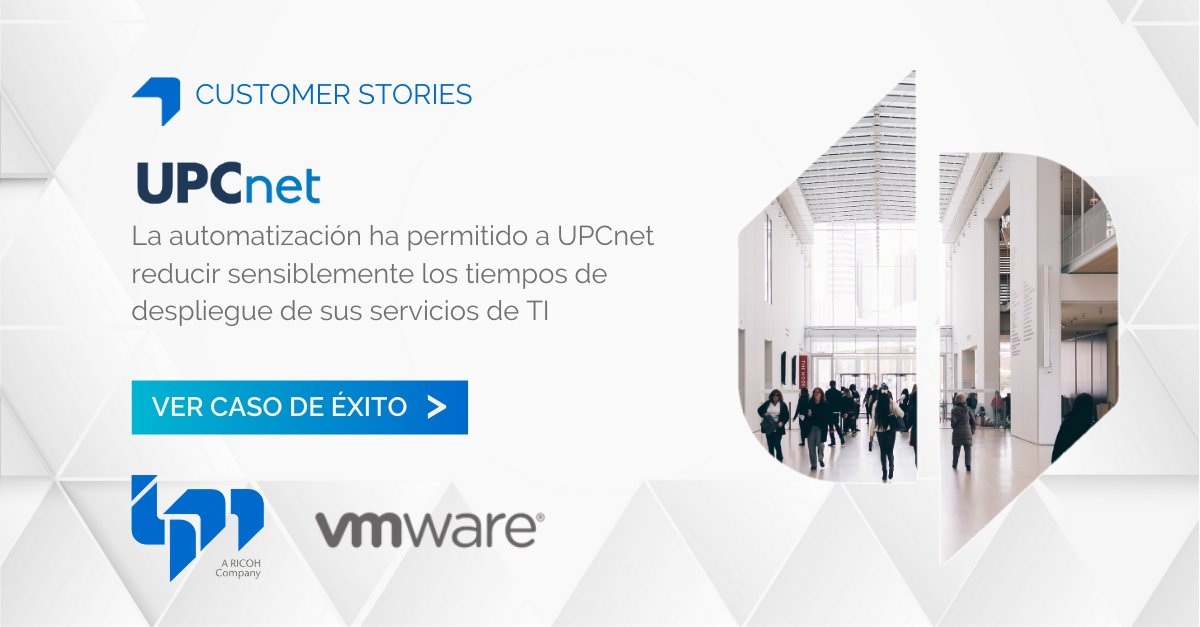 CUSTOMER STORIES
UPCnet
La automatización ha permitido a UPCnet
reducir sensiblemente los tiempos de
despliegue de sus servicios de TI
VER CASO DE ÉXITO >
ipm
A RICOH
Company
vmware®